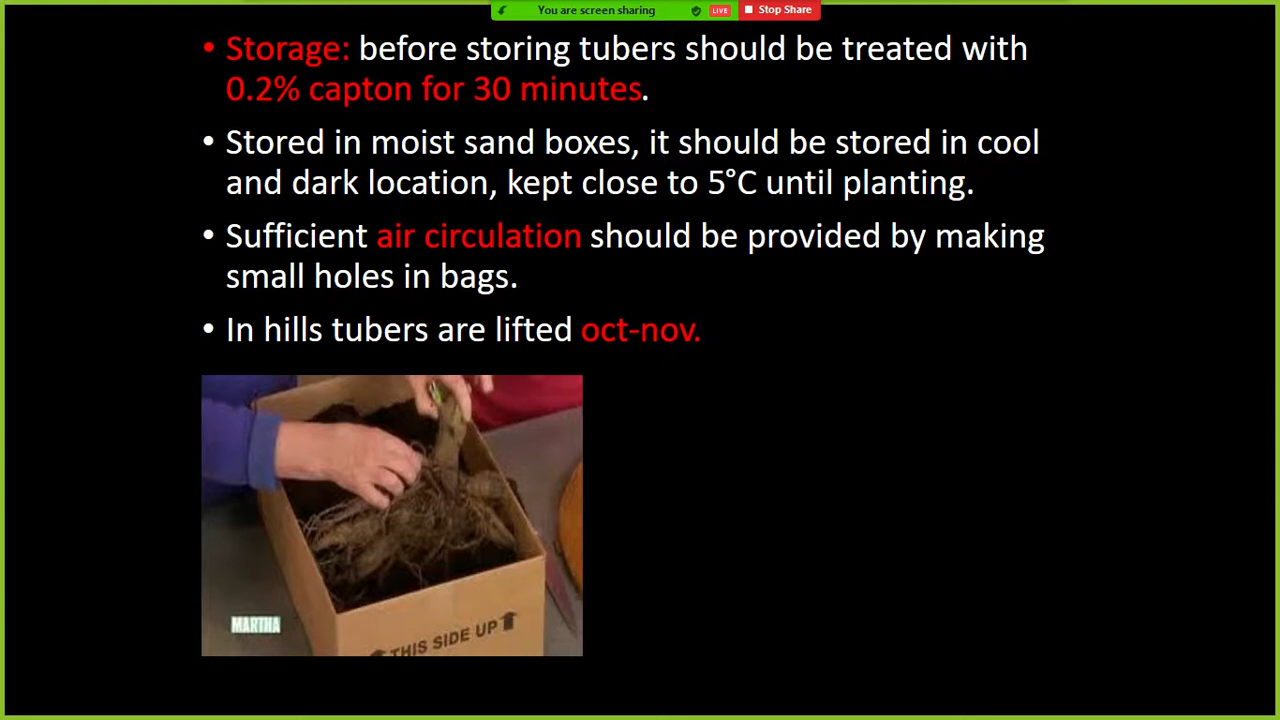 You are screen sharing LIVE Stop Share
• Storage: before storing tubers should be treated with
0.2% capton for 30 minutes.
• Stored in moist sand boxes, it should be stored in cool
and dark location, kept close to 5°C until planting.
• Sufficient air circulation should be provided by making
small holes in bags.
• In hills tubers are lifted oct-nov.
MARTHA
THIS SIDE UP